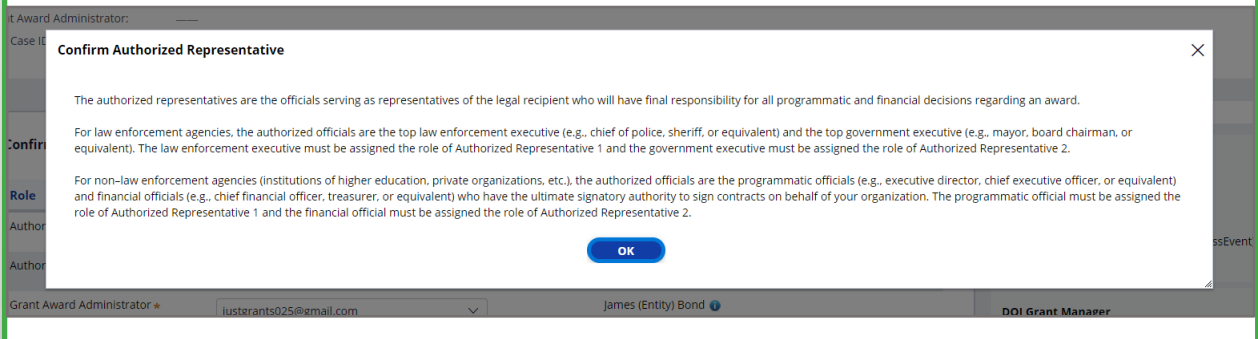 it Award Administrator: ——
Case ID
Confirm Authorized Representative
The authorized representatives are the officials serving as representatives of the legal recipient who will have final responsibility for all programmatic and financial decisions regarding an award.
For law enforcement agencies, the authorized officials are the top law enforcement executive (e.g., chief of police, sheriff, or equivalent) and the top government executive (e.g., mayor, board chairman, or
equivalent). The law enforcement executive must be assigned the role of Authorized Representative 1 and the government executive must be assigned the role of Authorized Representative 2.
For non–law enforcement agencies (institutions of higher education, private organizations, etc.), the authorized officials are the programmatic officials (e.g., executive director, chief executive officer, or equivalent)
and financial officials (e.g., chief financial officer, treasurer, or equivalent) who have the ultimate signatory authority to sign contracts on behalf of your organization. The programmatic official must be assigned the
role of Authorized Representative 1 and the financial official must be assigned the role of Authorized Representative 2.
OK
Confir
Role
Author
Author
ssEvent
Grant Award Administrator *
justgrants025@gmail.com
James (Entity) Bond
DOJ Grant Manager